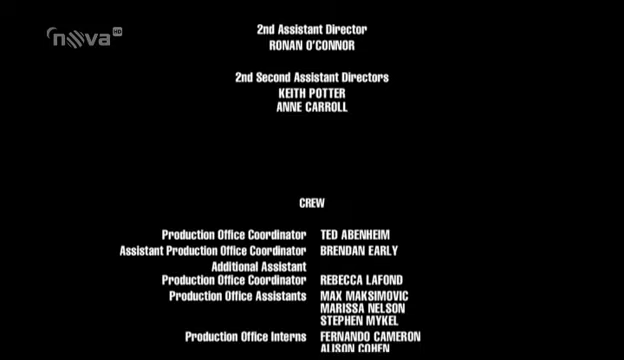 nova HD
2nd Assistant Director
RONAN O'CONNOR
2nd Second Assistant Directors
KEITH POTTER
ANNE CARROLL
CREW
Production Office Coordinator TED ABENHEIM
Assistant Production Office Coordinator BRENDAN EARLY
Additional Assistant
Production Office Coordinator REBECCA LAFOND
Production Office Assistants MAX MAKSIMOVIC
MARISSA NELSON
STEPHEN MYKEL
Production Office Interns FERNANDO CAMERON
ALISON COHEN